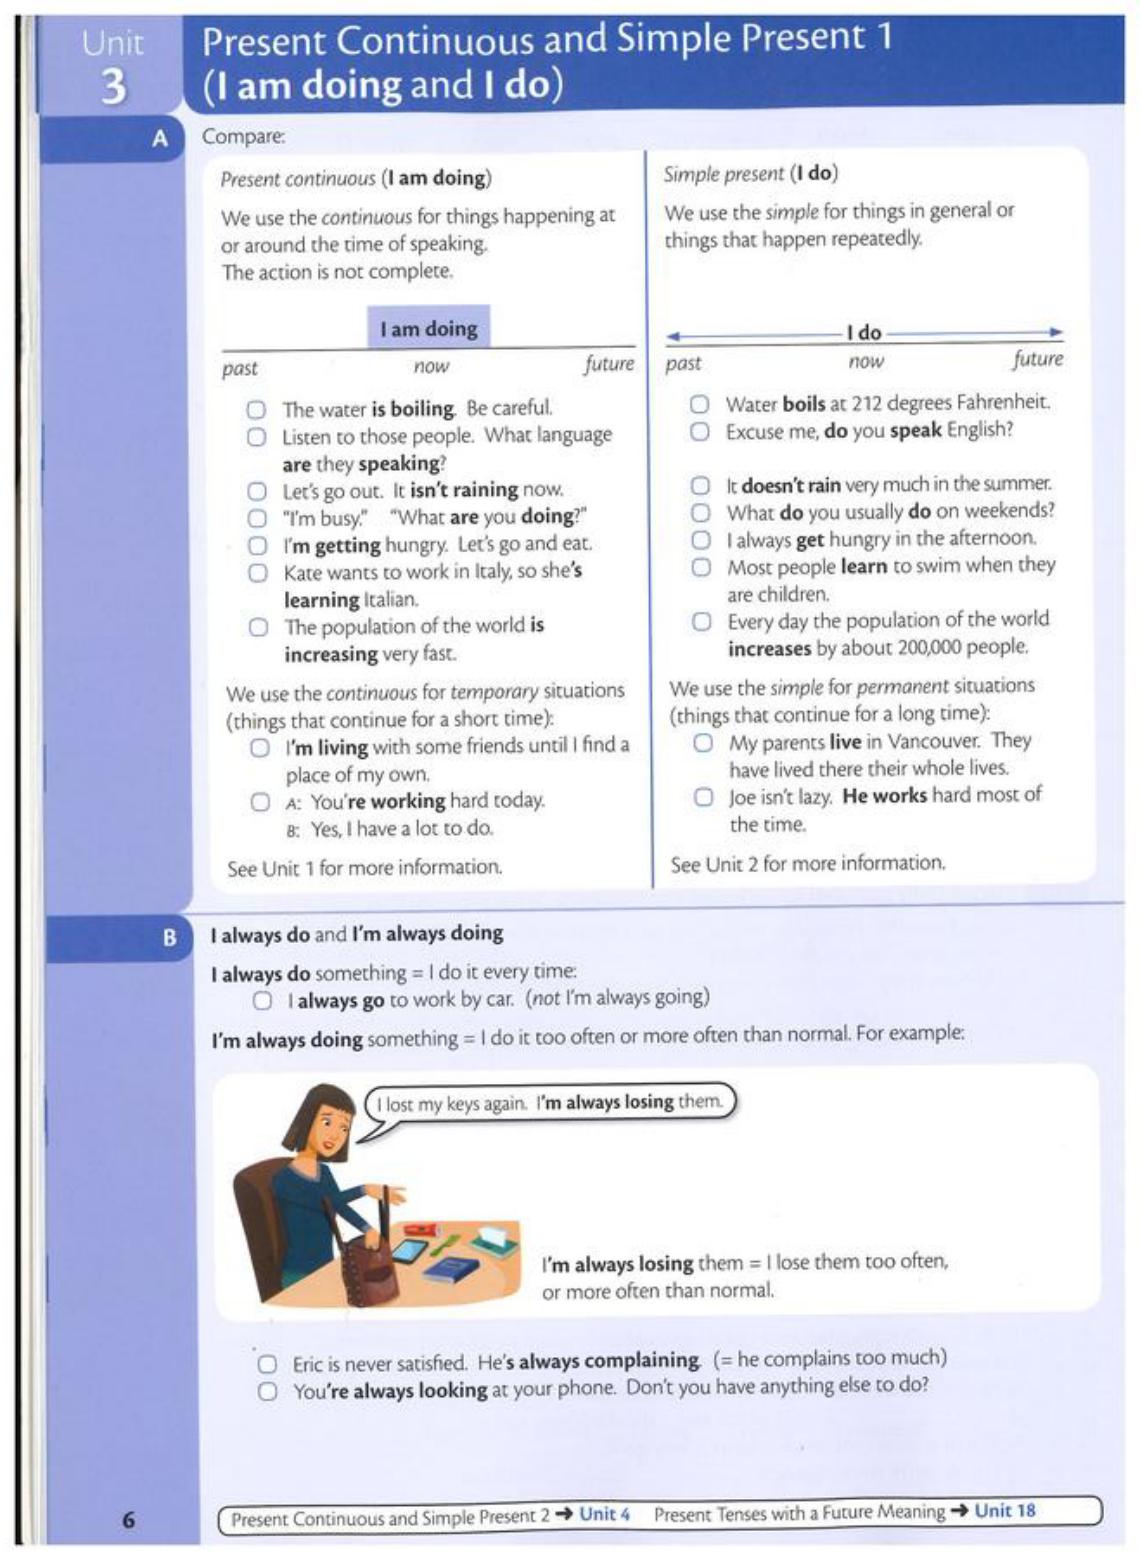 Unit
3
Present Continuous and Simple Present 1
(I am doing and I do)
A
Compare:
Present continuous (I am doing)
We use the continuous for things happening at
or around the time of speaking.
The action is not complete.
I am doing
past now future
The water is boiling. Be careful.
Listen to those people. What language
are they speaking?
Let's go out. It isn't raining now.
"I'm busy." "What are you doing?"
I'm getting hungry. Let's go and eat.
Kate wants to work in Italy, so she's
learning Italian.
The population of the world is
increasing very fast.
We use the continuous for temporary situations
(things that continue for a short time):
I'm living with some friends until I find a
place of my own.
A: You're working hard today.
B: Yes, I have a lot to do.
See Unit 1 for more information.
Simple present (I do)
We use the simple for things in general or
things that happen repeatedly.
I do
past now future
Water boils at 212 degrees Fahrenheit.
Excuse me, do you speak English?
It doesn't rain very much in the summer.
What do you usually do on weekends?
I always get hungry in the afternoon.
Most people learn to swim when they
are children.
Every day the population of the world
increases by about 200,000 people.
We use the simple for permanent situations
(things that continue for a long time):
My parents live in Vancouver. They
have lived there their whole lives.
Joe isn't lazy. He works hard most of
the time.
See Unit 2 for more information.
B
I always do and I'm always doing
I always do something = I do it every time:
I always go to work by car. (not I'm always going)
I'm always doing something = I do it too often or more often than normal. For example:
I lost my keys again. I'm always losing them.
I'm always losing them = I lose them too often,
or more often than normal.
Eric is never satisfied. He's always complaining. (= he complains too much)
You're always looking at your phone. Don't you have anything else to do?
6
Present Continuous and Simple Present 2 ➜ Unit 4 Present Tenses with a Future Meaning ➜ Unit 18